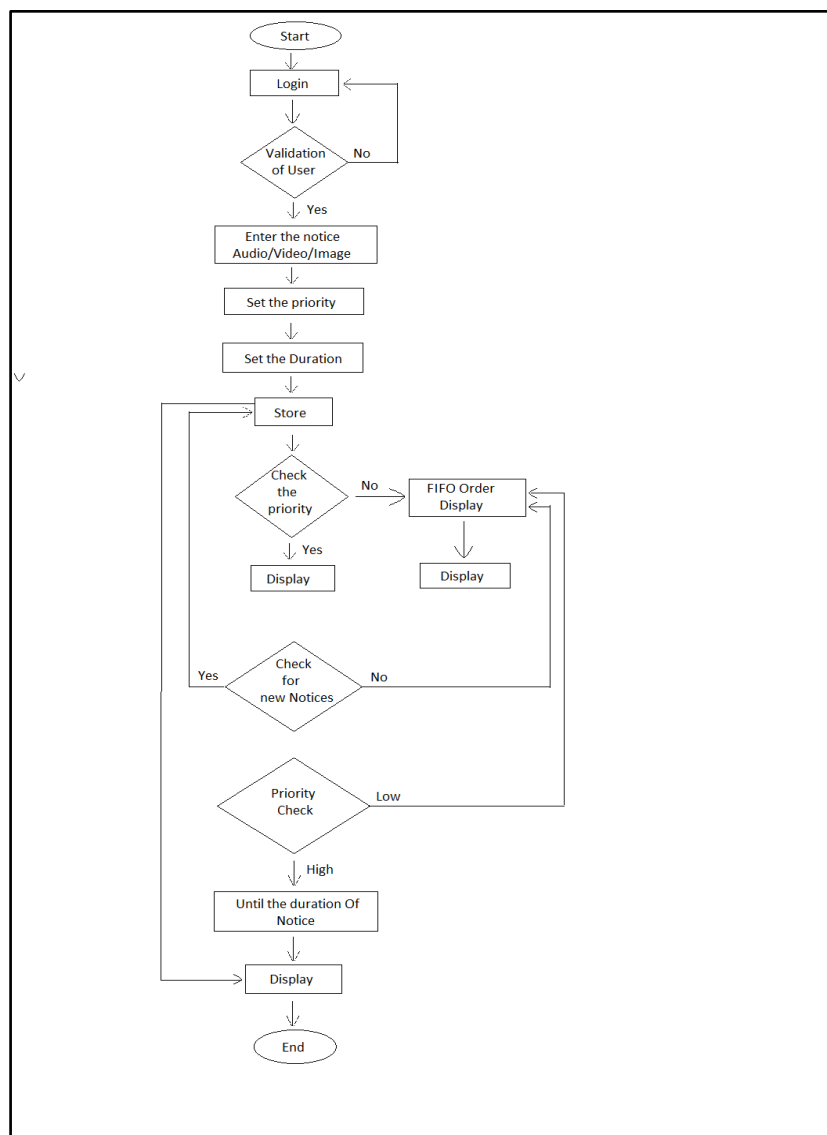 Start
Login
Validation
of User
No
Yes
Enter the notice
Audio/Video/Image
Set the priority
Set the Duration
Store
Check
the
priority
No
FIFO Order
Display
Yes
Display
Display
Yes
Check
for
new Notices
No
Priority
Check
Low
High
Until the duration Of
Notice
Display
End